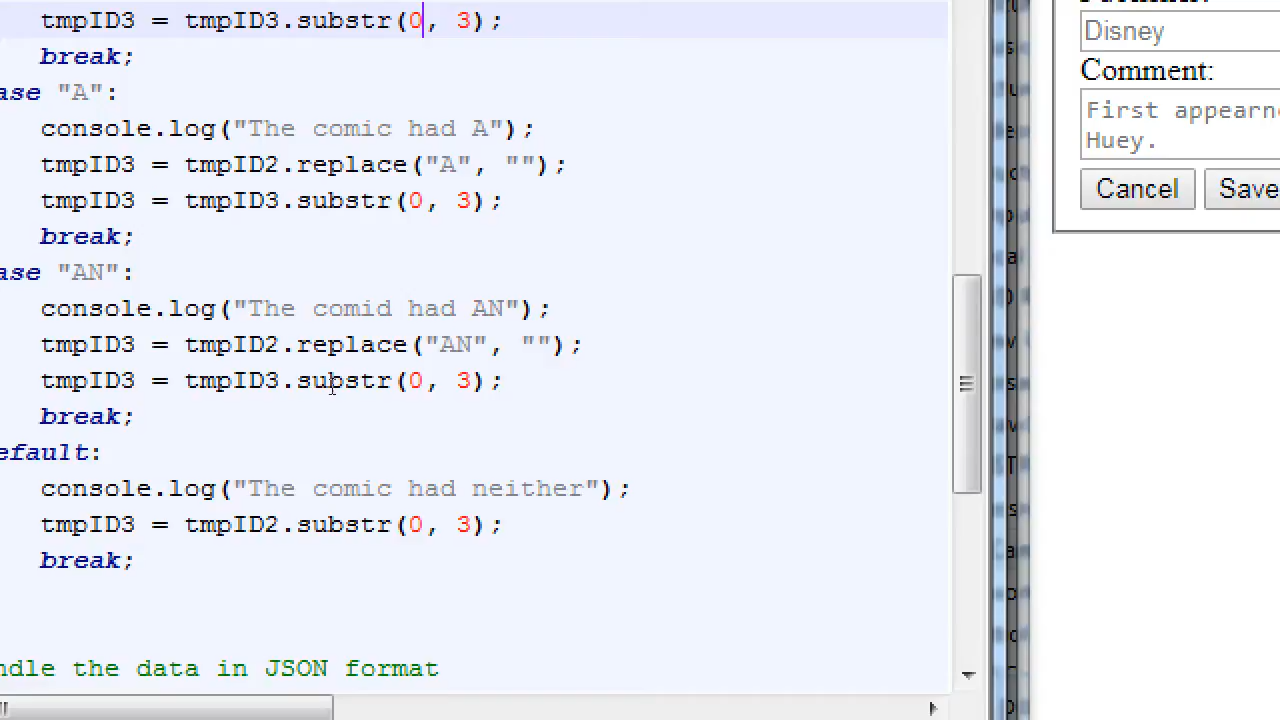 tmpID3 = tmpID3.substr(0, 3);
break;
ase "A":
console.log("The comic had A");
tmpID3 = tmpID2.replace("A", "");
tmpID3 = tmpID3.substr(0, 3);
break;
ase "AN":
console.log("The comid had AN");
tmpID3 = tmpID2.replace("AN", "");
tmpID3 = tmpID3.substr(0, 3);
break;
efault:
console.log("The comic had neither");
tmpID3 = tmpID2.substr(0, 3);
break;
ndle the data in JSON format
Disney
Comment:
First appearn
Huey.
Cancel Save